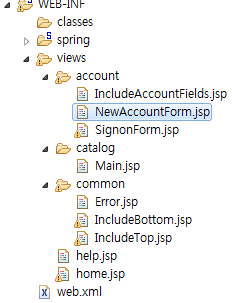 WEB-INF
classes
spring
views
account
IncludeAccountFields.jsp
NewAccountForm.jsp
SignonForm.jsp
catalog
Main.jsp
common
Error.jsp
IncludeBottom.jsp
IncludeTop.jsp
help.jsp
home.jsp
web.xml